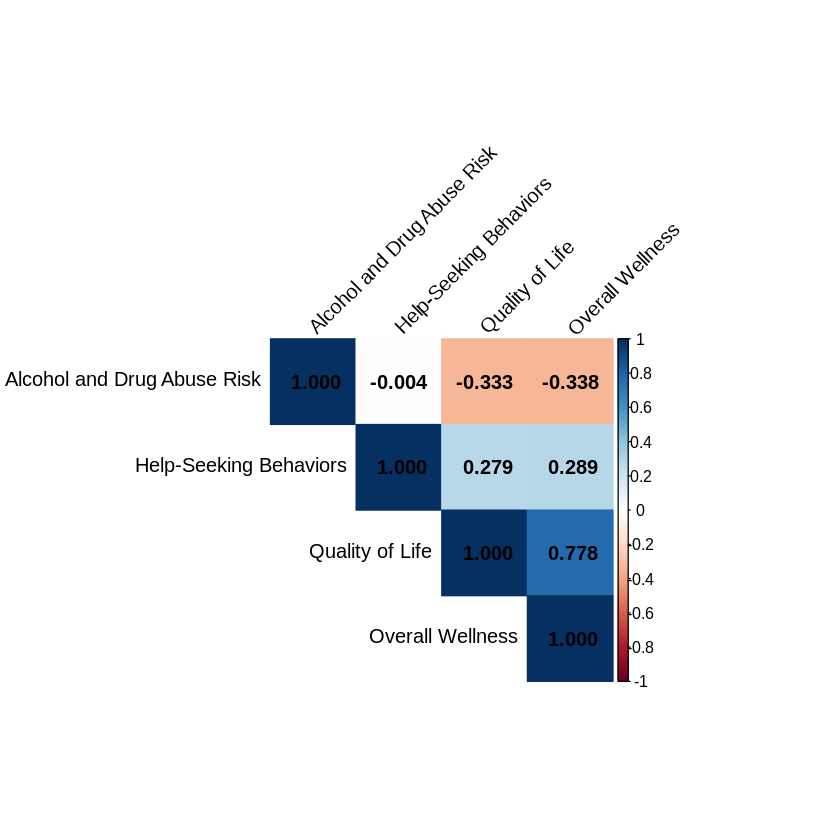 Alcohol and Drug Abuse Risk
Help-Seeking Behaviors
Quality of Life
Overall Wellness
Alcohol and Drug Abuse Risk 1.000 -0.004 -0.333 -0.338
Help-Seeking Behaviors 1.000 0.279 0.289
Quality of Life 1.000 0.778
Overall Wellness 1.000
1
0.8
0.6
0.4
0.2
0
-0.2
-0.4
-0.6
-0.8
-1